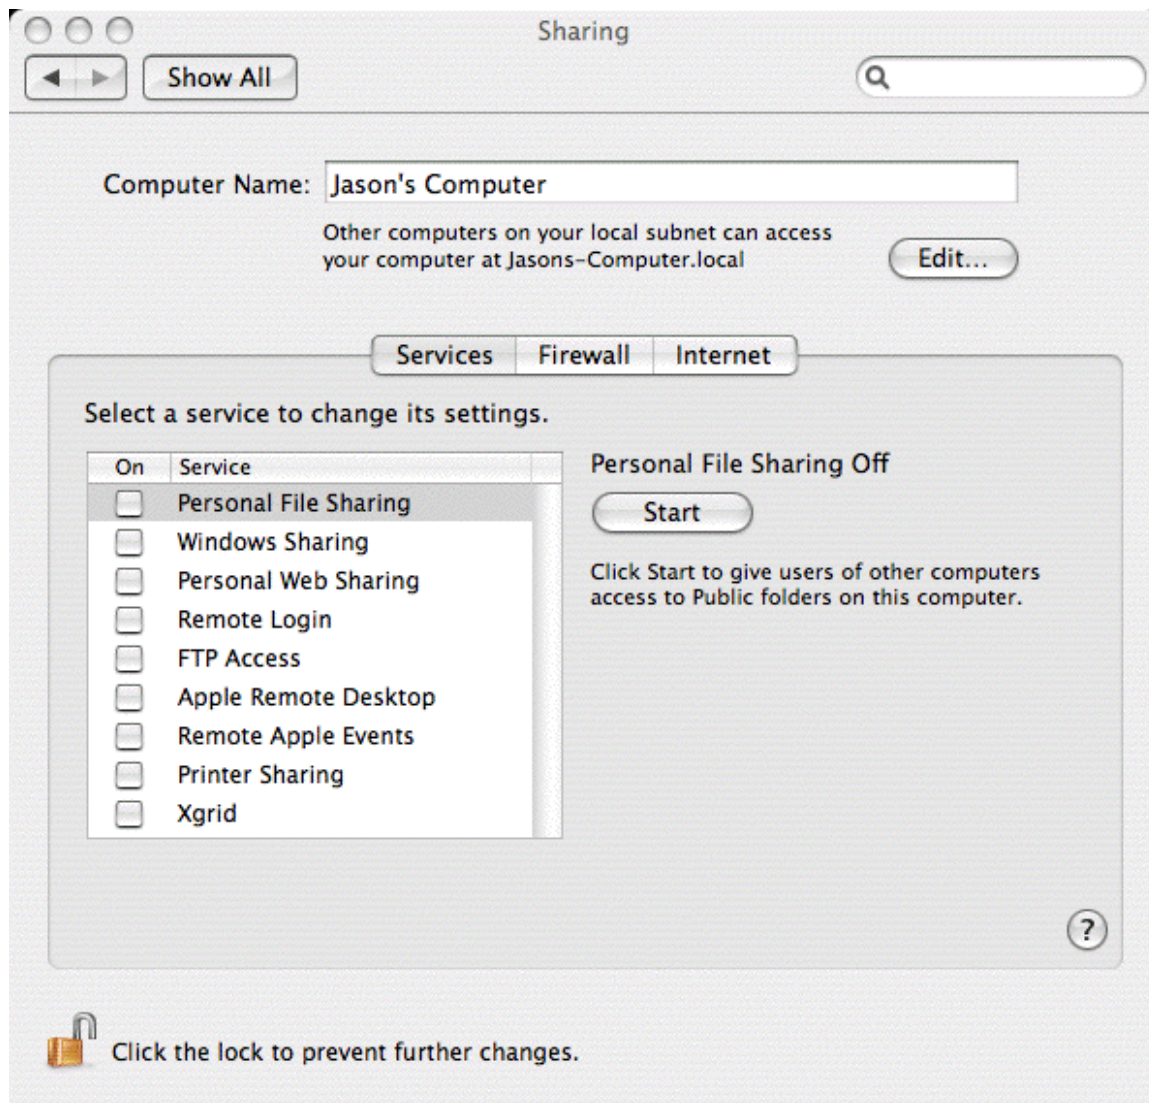 Sharing
Show All
Computer Name: Jason's Computer
Other computers on your local subnet can access
your computer at Jasons-Computer.local
Edit...
Services Firewall Internet
Select a service to change its settings.
On Service
Personal File Sharing
Windows Sharing
Personal Web Sharing
Remote Login
FTP Access
Apple Remote Desktop
Remote Apple Events
Printer Sharing
Xgrid
Personal File Sharing Off
Start
Click Start to give users of other computers
access to Public folders on this computer.
?
Click the lock to prevent further changes.